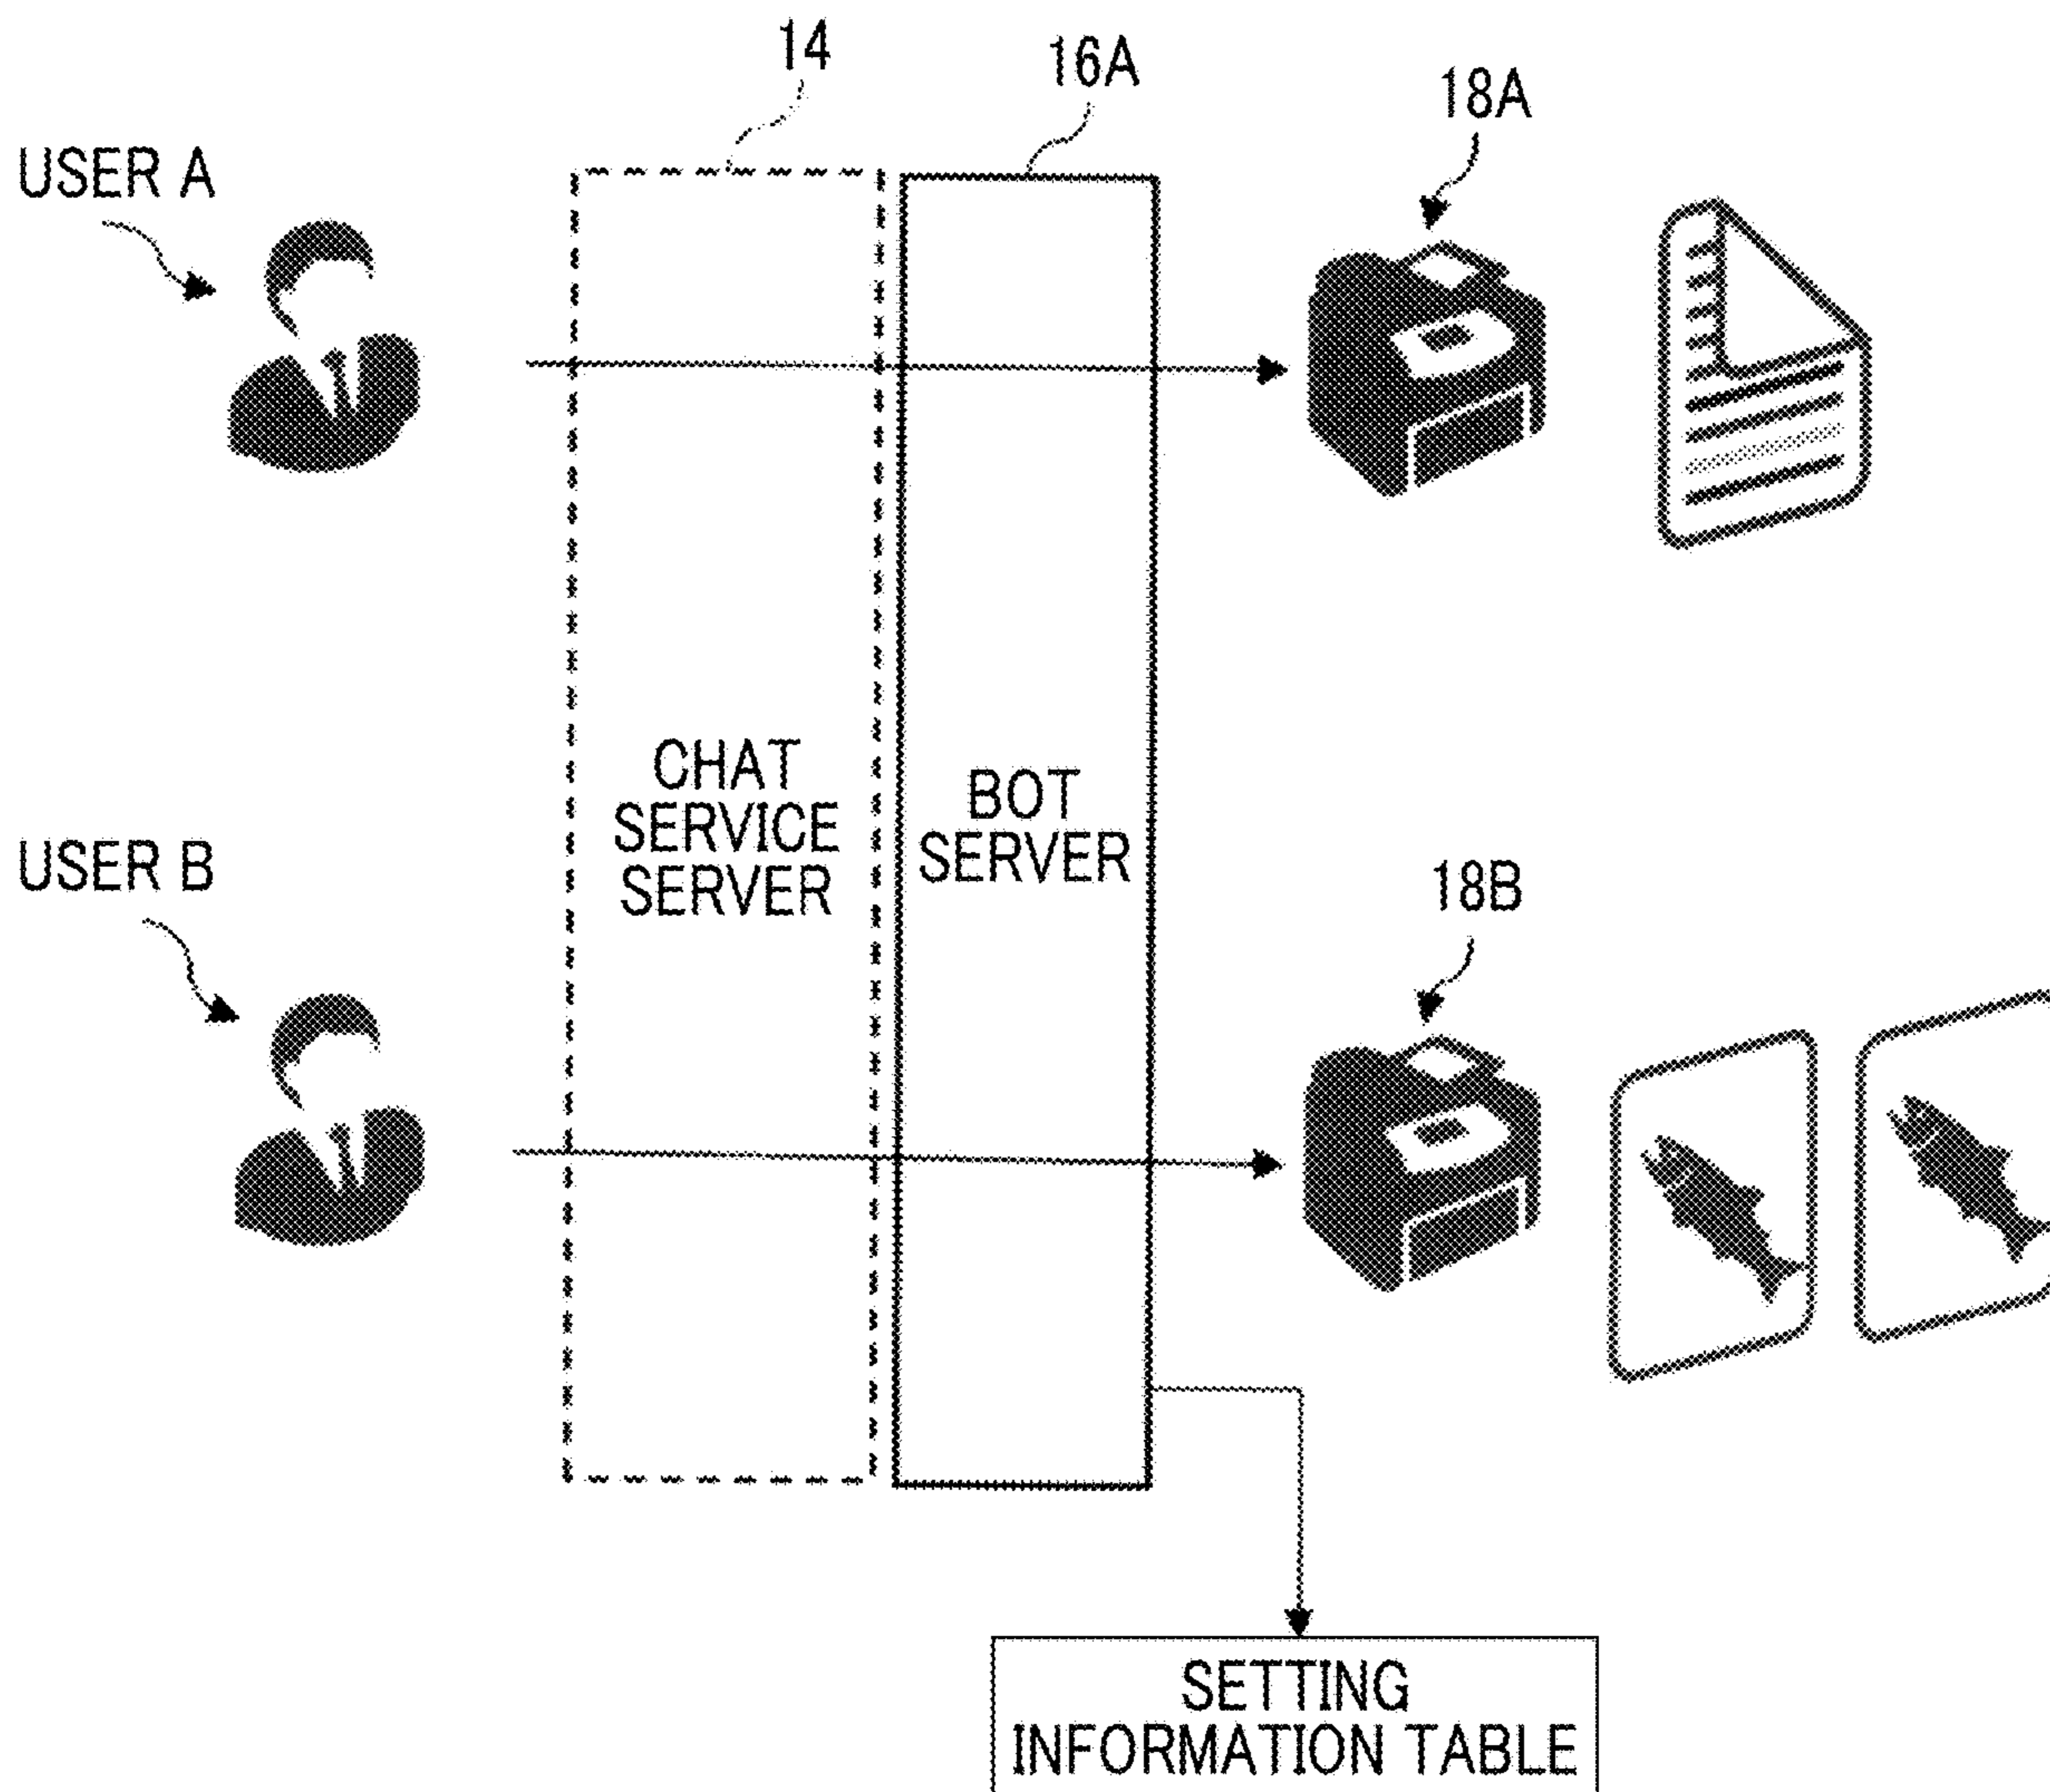 14
16A
18A
USER A
CHAT
SERVICE
SERVER
BOT
SERVER
USER B
18B
SETTING
INFORMATION TABLE